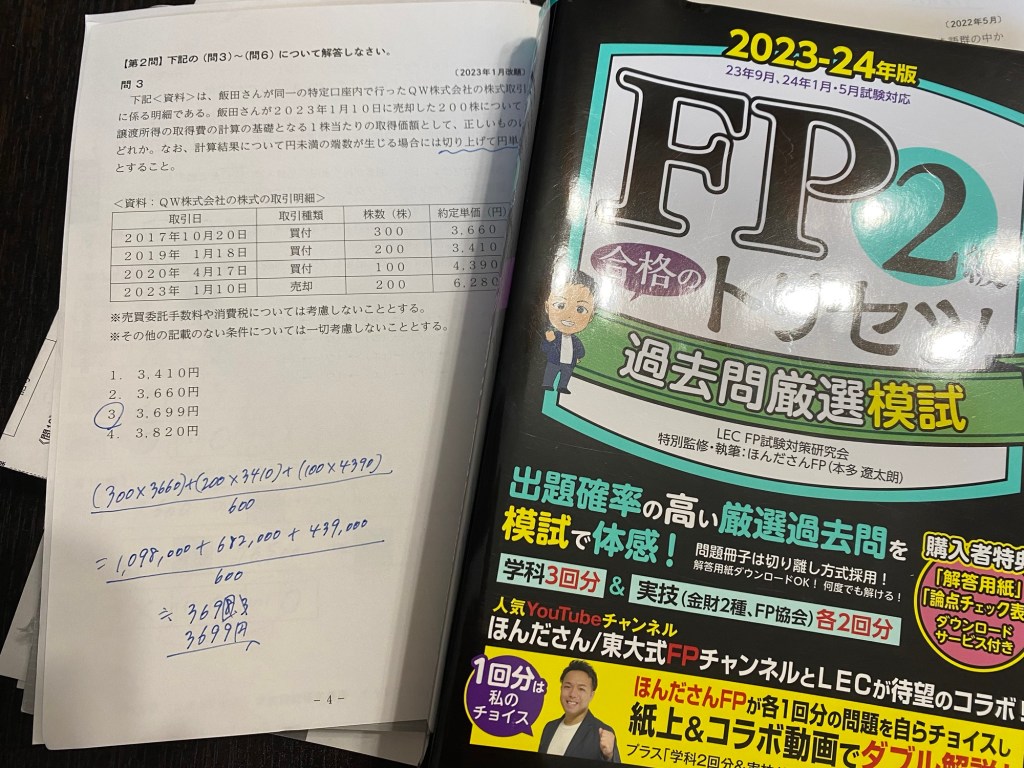 【第2問】下記の（問3）～（問6）について解答しなさい。
問3
（2023年1月改題）
下記＜資料＞は、飯田さんが同一の特定口座内で行ったＱＷ株式会社の株式取引
に係る明細である。飯田さんが２０２３年１月１０日に売却した２００株について
譲渡所得の取得費の計算の基礎となる１株当たりの取得価額として、正しいものは
どれか。なお、計算結果について円未満の端数が生じる場合には切り上げて円単
とすること。
＜資料：ＱＷ株式会社の株式の取引明細＞
取引日 取引種類 株数（株） 約定単価（円）
２０１７年１０月２０日 買付 ３００ ３,６６０
２０１９年 １月１８日 買付 ２００ ３,４１０
２０２０年 ４月１７日 買付 １００ ４,３９０
２０２３年 １月１０日 売却 ２００ ６,２８０
※売買委託手数料や消費税については考慮しないこととする。
※その他の記載のない条件については一切考慮しないこととする。
１．３,４１０円
２．３,６６０円
３．３,６９９円
４．３,８２０円
(300×3660)+(200×3410)+(100×4390)
600
=1,098,000+682,000+439,000
600
≒369
3699円
－4－
（2022年5月）
語群の中か
2023-24年版
23年9月、24年1月・5月試験対応
FP2級
合格のトリセツ
過去問厳選模試
LEC FP試験対策研究会
特別監修・執筆：ほんださんFP（本多 遼太朗）
出題確率の高い厳選過去問を
模試で体感！
問題冊子は切り離し方式採用！
解答用紙ダウンロードOK！ 何度でも解ける！
学科3回分 & 実技（金財2種、FP協会）各2回分
購入者特典
「解答用紙」
「論点チェック表
ダウンロード
サービス付き
人気YouTubeチャンネル
ほんださん/東大式FPチャンネルとLECが待望のコラボ！
1回分は
私の
チョイス
ほんださんFPが各1回分の問題を自らチョイスし
紙上&コラボ動画でダブル解説！
プラス「学科2回分&実技